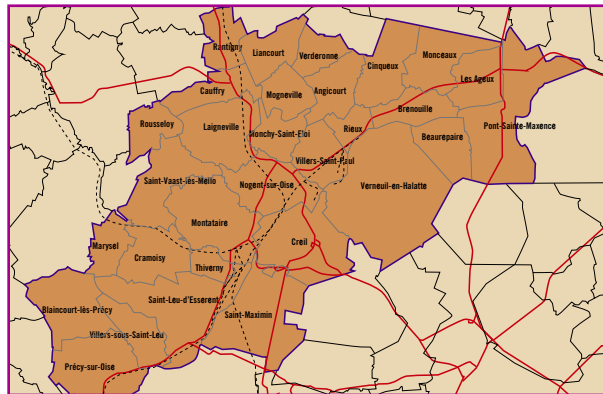 Rantigny
Liancourt
Verderonne
Monceaux
Cinqueux
Les Ageux
Cauffry
Mogneville
Angicourt
Brenouille
Rousseloy
Laigneville
Monchy-Saint-Eloi
Rieux
Beaurepaire
Pont-Sainte-Maxence
Villers-Saint-Paul
Saint-Vaast-lès-Mello
Nogent-sur-Oise
Verneuil-en-Halatte
Montataire
Creil
Marysel
Cramoisy
Thiverny
Saint-Leu-d'Esserent
Blaincourt-lès-Précy
Saint-Maximin
Villers-sous-Saint-Leu
Précy-sur-Oise